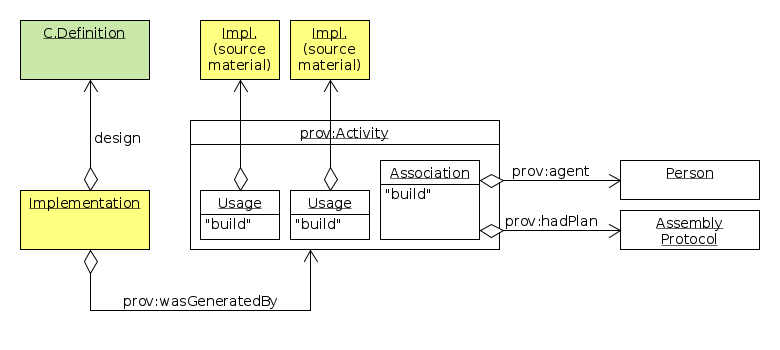 C.Definition
Impl.
(source
material)
Impl.
(source
material)
design
prov:Activity
Implementation
Usage
"build"
Usage
"build"
Association
"build"
prov:agent
Person
prov:hadPlan
Assembly
Protocol
prov:wasGeneratedBy